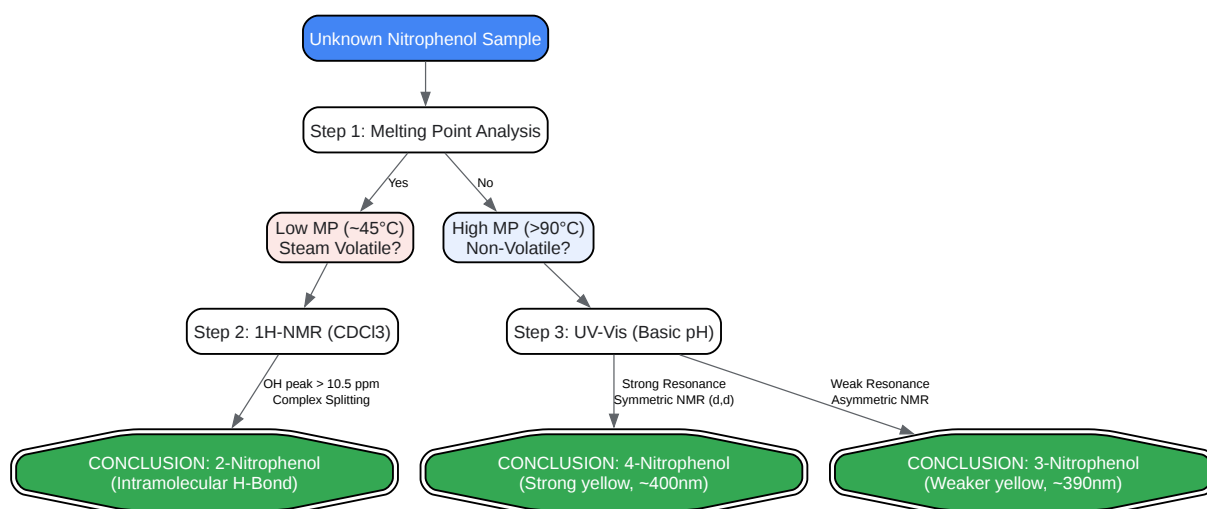 Unknown Nitrophenol Sample
Step 1: Melting Point Analysis
Yes
No
Low MP (~45°C)
Steam Volatile?
High MP (>90°C)
Non-Volatile?
Step 2: 1H-NMR (CDCl3)
Step 3: UV-Vis (Basic pH)
OH peak > 10.5 ppm
Complex Splitting
Strong Resonance
Symmetric NMR (d,d)
Weak Resonance
Asymmetric NMR
CONCLUSION: 2-Nitrophenol
(Intramolecular H-Bond)
CONCLUSION: 4-Nitrophenol
(Strong yellow, ~400nm)
CONCLUSION: 3-Nitrophenol
(Weaker yellow, ~390nm)